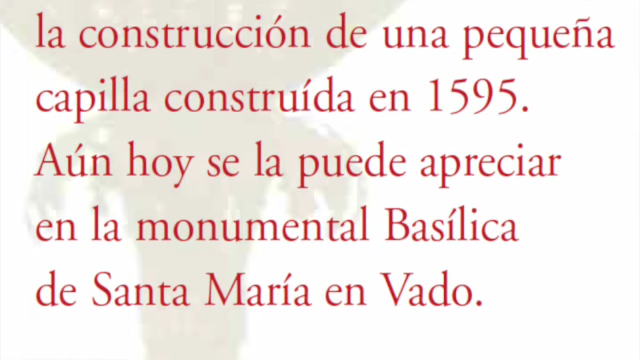 la construcción de una pequeña
capilla construída en 1595.
Aún hoy se la puede apreciar
en la monumental Basílica
de Santa María en Vado.